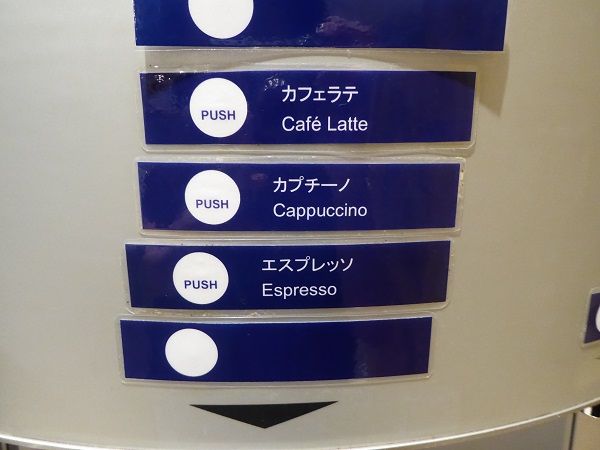 PUSH
カフェラテ
Café Latte
PUSH
カプチーノ
Cappuccino
PUSH
エスプレッソ
Espresso